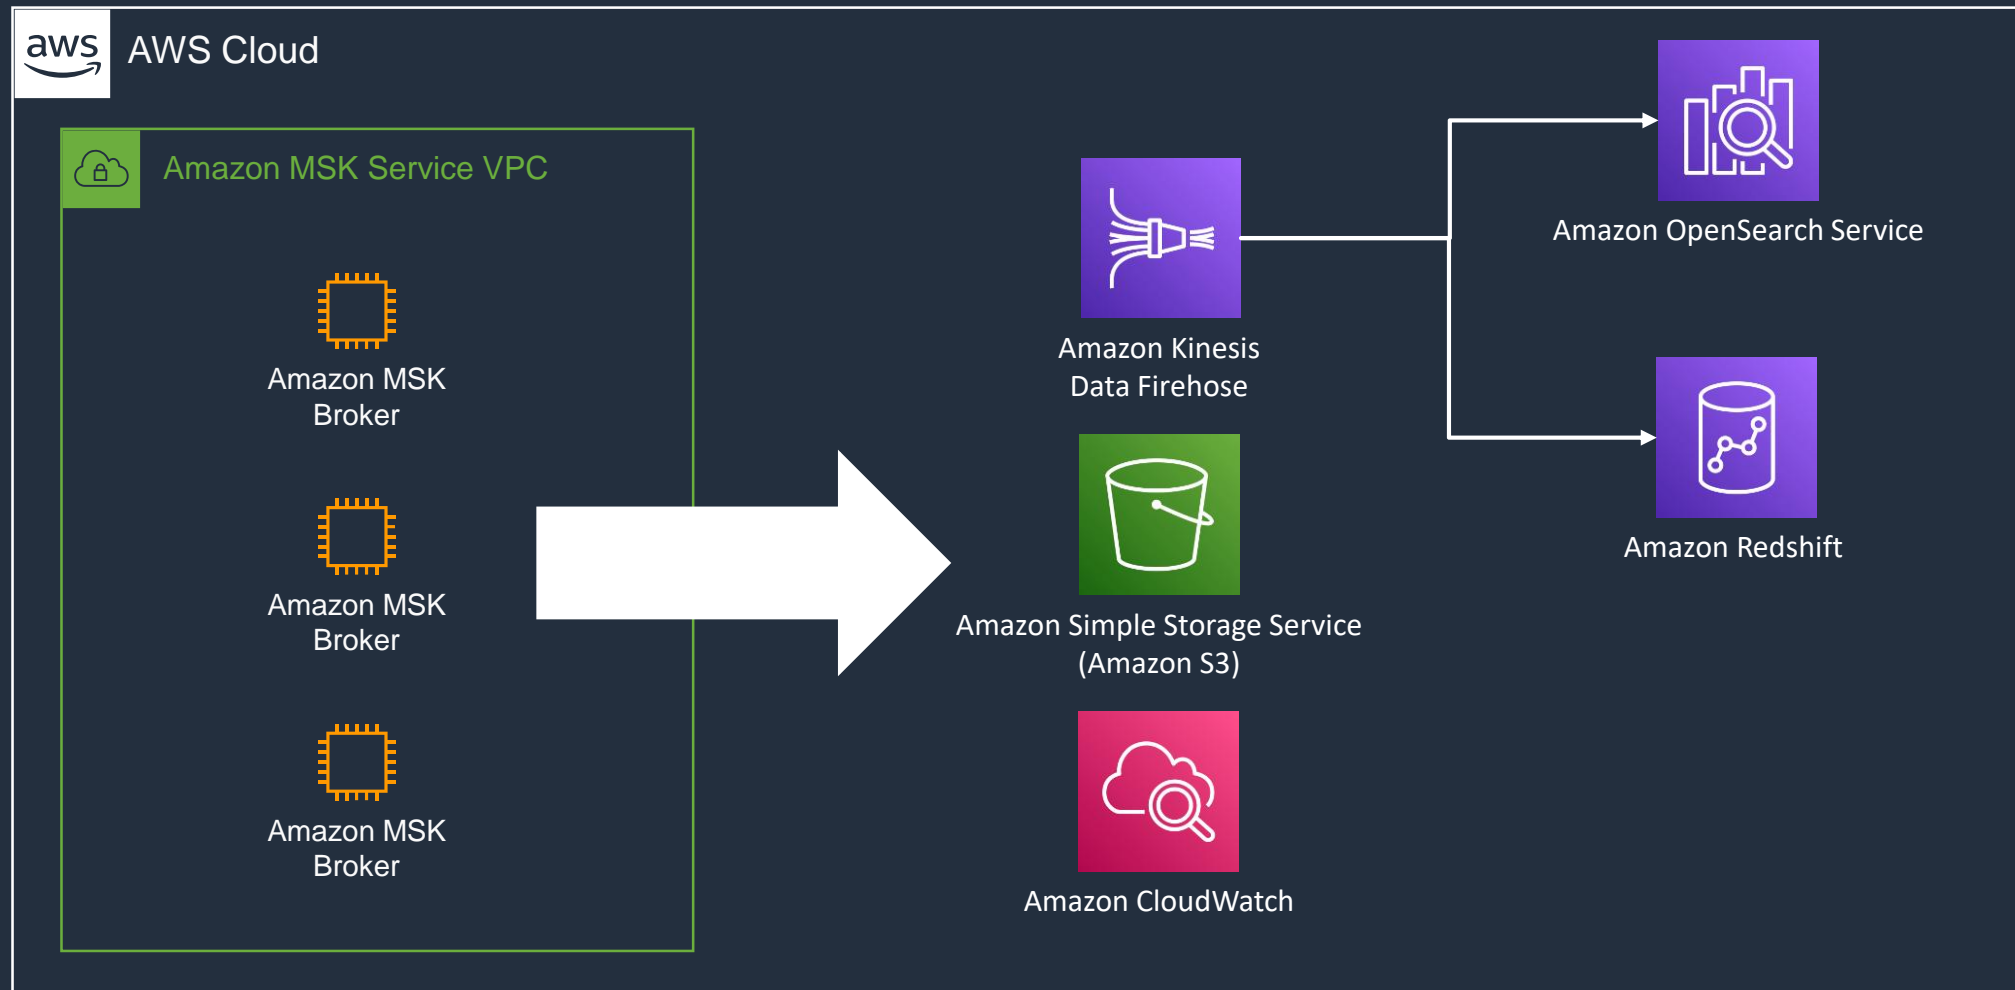 aws
AWS Cloud
Amazon MSK Service VPC
Amazon MSK
Broker
Amazon MSK
Broker
Amazon MSK
Broker
Amazon Kinesis
Data Firehose
Amazon Simple Storage Service
(Amazon S3)
Amazon CloudWatch
Amazon OpenSearch Service
Amazon Redshift